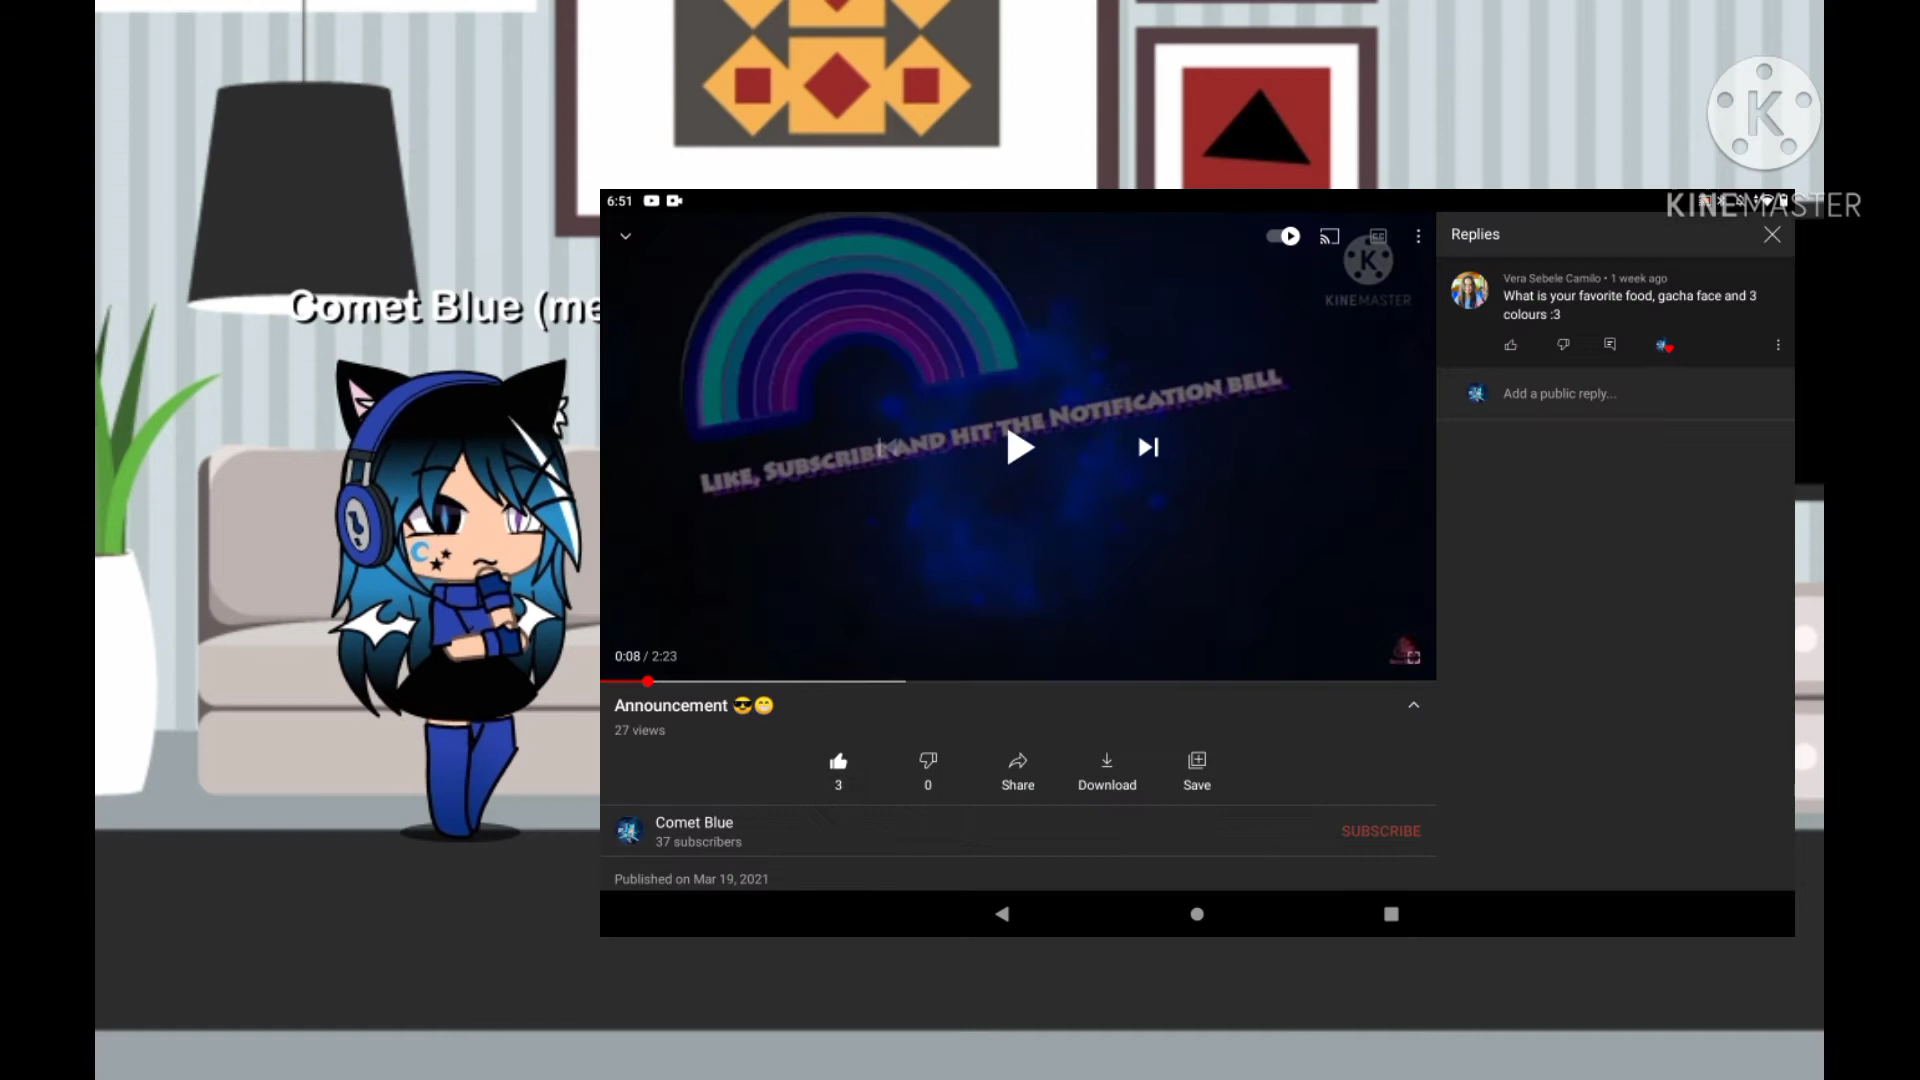 K
KINEMASTER
6:51
Replies
K
KINEMASTER
Vera Sebele Camilo • 1 week ago
What is your favorite food, gacha face and 3
colours :3
Comet Blue (me
Add a public reply...
Like, Subscribe and hit the Notification bell
0:08 / 2:23
Announcement 😎😁
27 views
3
0
Share
Download
Save
Comet Blue
37 subscribers
SUBSCRIBE
Published on Mar 19, 2021